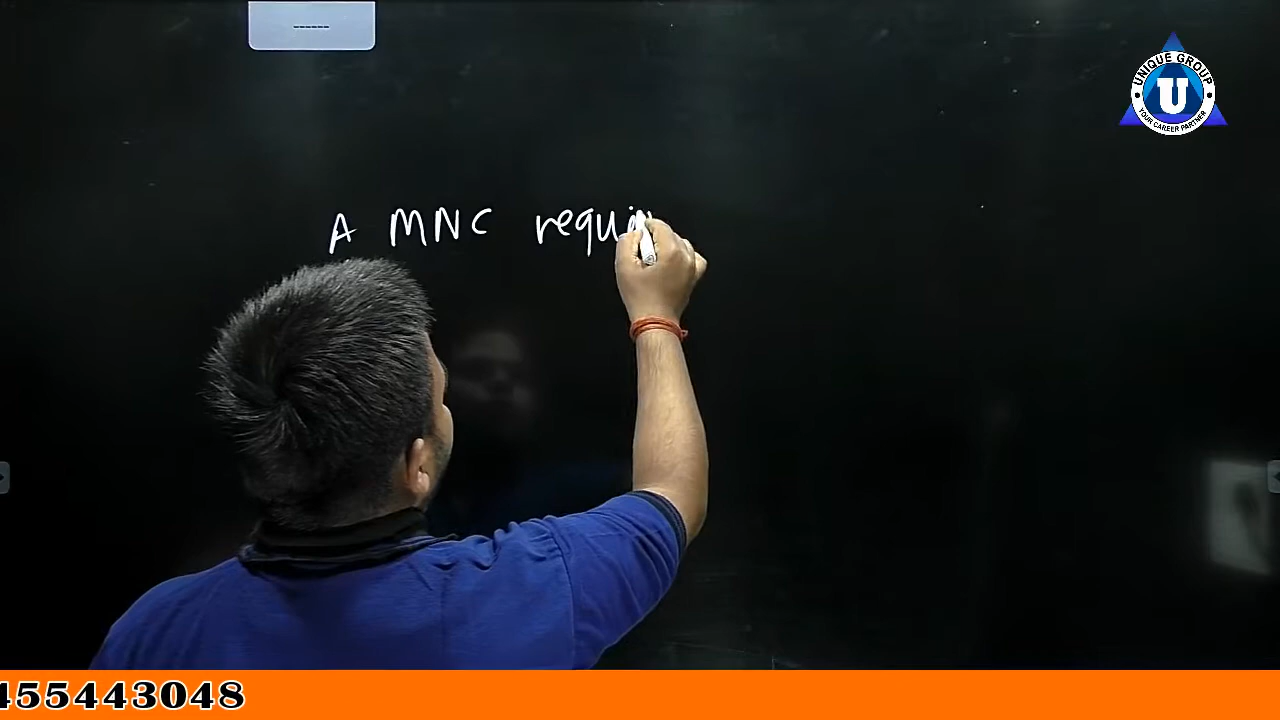 ------
UNIQUE GROUP
U
YOUR CAREER PARTNER
A MNC requi
455443048